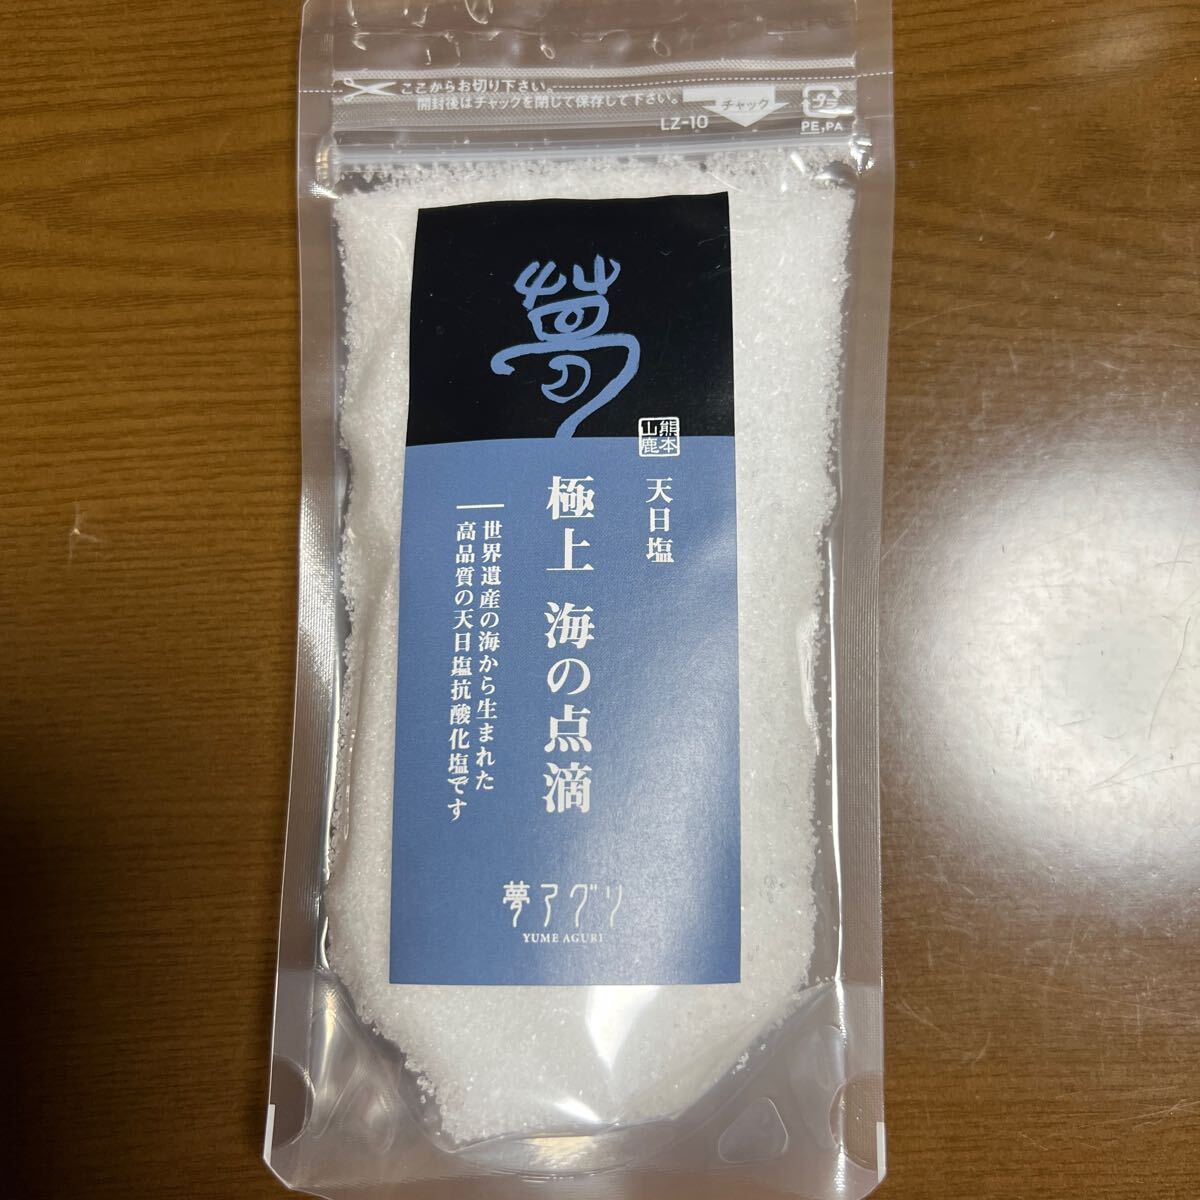 ここからお切り下さい。
開封後はチャックを閉じて保存して下さい。
チャック
LZ-10
プラ
PE,PA
夢
熊本
山鹿
天日塩
極上 海の点滴
世界遺産の海から生まれた
高品質の天日塩抗酸化塩です
夢アグリ
YUME AGURI